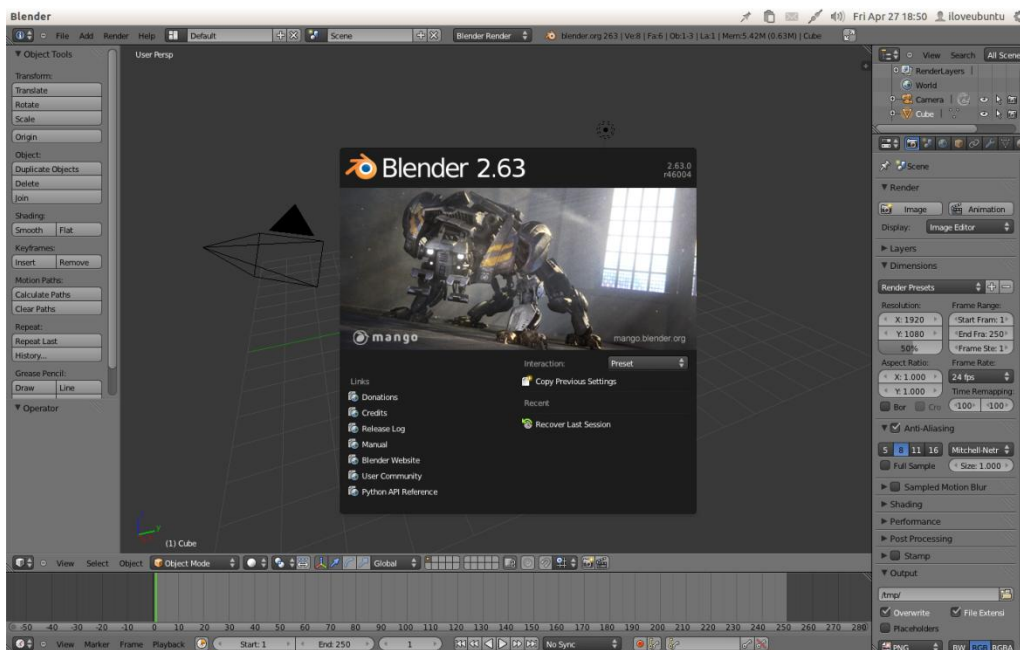 Blender
Fri Apr 27 18:50 iloveubuntu
File Add Render Help Default Scene Blender Render blender.org 263 | Ve:8 | Fa:6 | Ob:1-3 | La:1 | Mem:5.42M (0.63M) | Cube
Object Tools
Transform:
Translate
Rotate
Scale
Origin
Object:
Duplicate Objects
Delete
Join
Shading:
Smooth Flat
Keyframes:
Insert Remove
Motion Paths:
Calculate Paths
Clear Paths
Repeat:
Repeat Last
History...
Grease Pencil:
Draw Line
Operator
User Persp
Blender 2.63
2.63.0
r46004
mango
mango.blender.org
Interaction: Preset
Copy Previous Settings
Recent
Recover Last Session
Links
Donations
Credits
Release Log
Manual
Blender Website
User Community
Python API Reference
(1) Cube
View Select Object Object Mode Global
-50 -40 -30 -20 -10 0 10 20 30 40 50 60 70 80 90 100 110 120 130 140 150 160 170 180 190 200 210 220 230 240 250 260 270 280
View Marker Frame Playback Start: 1 End: 250 1 No Sync
View Search All Scene
RenderLayers
World
Camera
Cube
Scene
Render
Image Animation
Display: Image Editor
Layers
Dimensions
Render Presets
Resolution: Frame Range:
X: 1920 Start Fram: 1
Y: 1080 End Fra: 250
50% Frame Ste: 1
Aspect Ratio: Frame Rate:
X: 1.000 24 fps
Y: 1.000 Time Remapping:
Bor Cro 100 100
Anti-Aliasing
5 8 11 16 Mitchell-Netr
Full Sample Size: 1.000
Sampled Motion Blur
Shading
Performance
Post Processing
Stamp
Output
/tmp/
Overwrite File Extensi
Placeholders
PNG BW RGB RGBA